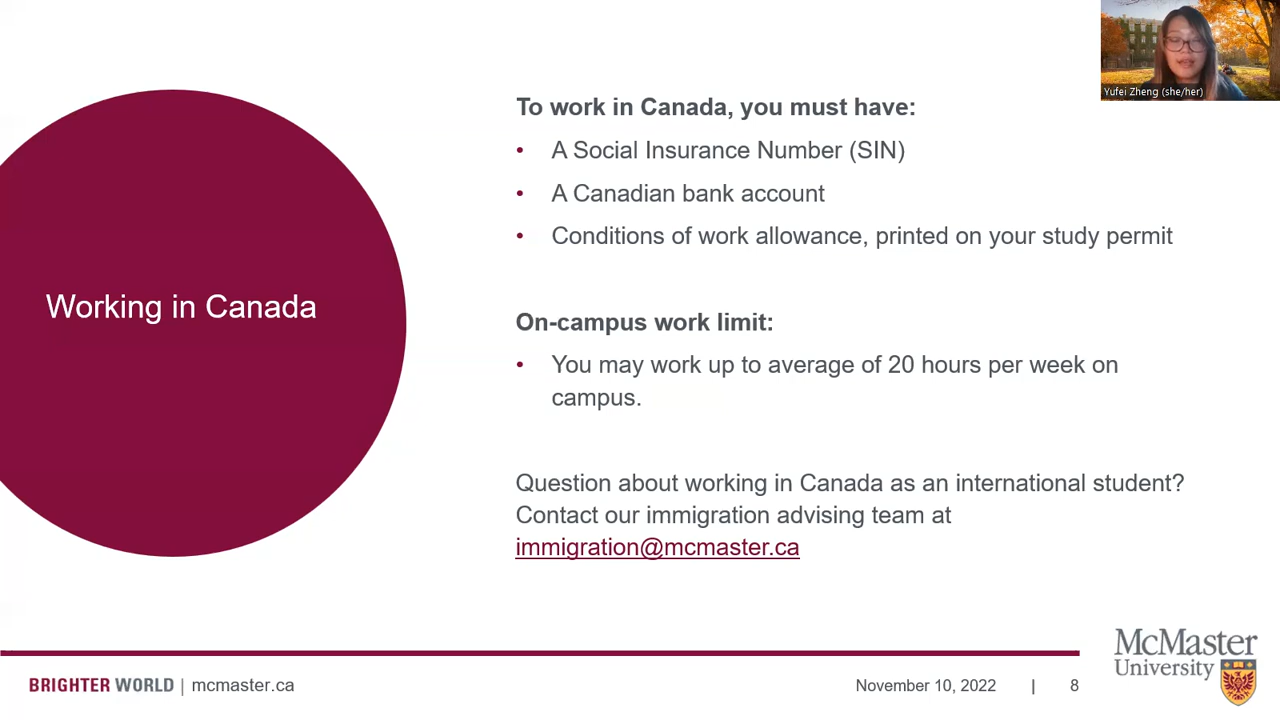 Yufei Zheng (she/her)
To work in Canada, you must have:
• A Social Insurance Number (SIN)
• A Canadian bank account
• Conditions of work allowance, printed on your study permit
Working in Canada
On-campus work limit:
• You may work up to average of 20 hours per week on
campus.
Question about working in Canada as an international student?
Contact our immigration advising team at
immigration@mcmaster.ca
BRIGHTER WORLD | mcmaster.ca
November 10, 2022 | 8
McMaster
University